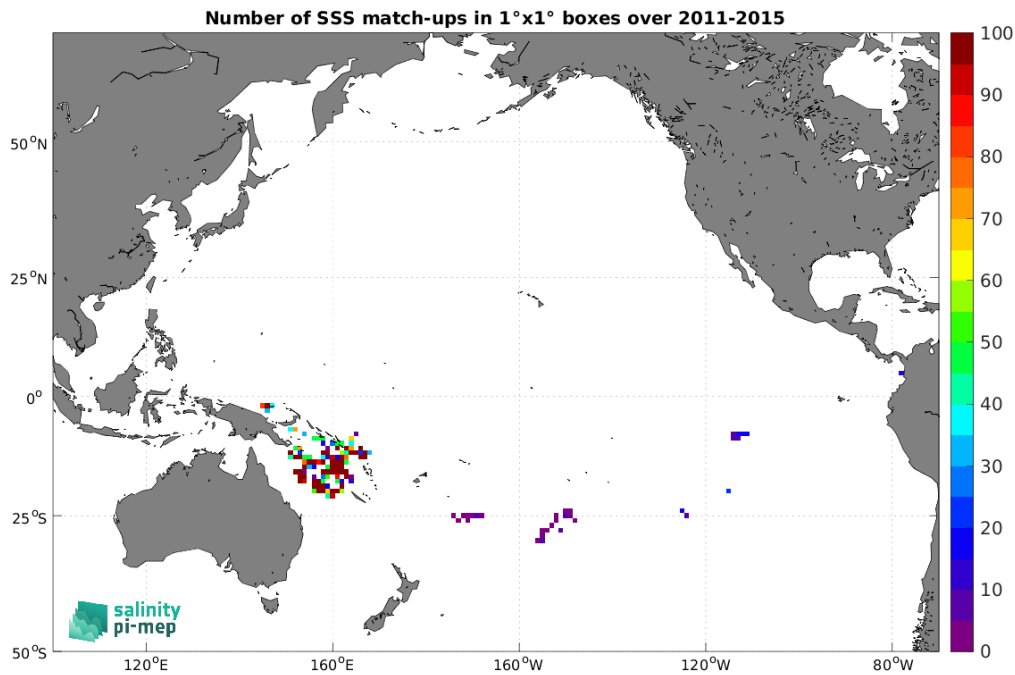 Number of SSS match-ups in 1°x1° boxes over 2011-2015
100
90
80
70
60
50
40
30
20
10
0
50°N
25°N
0°
25°S
50°S
120°E
160°E
160°W
120°W
80°W
salinity
pi-mep